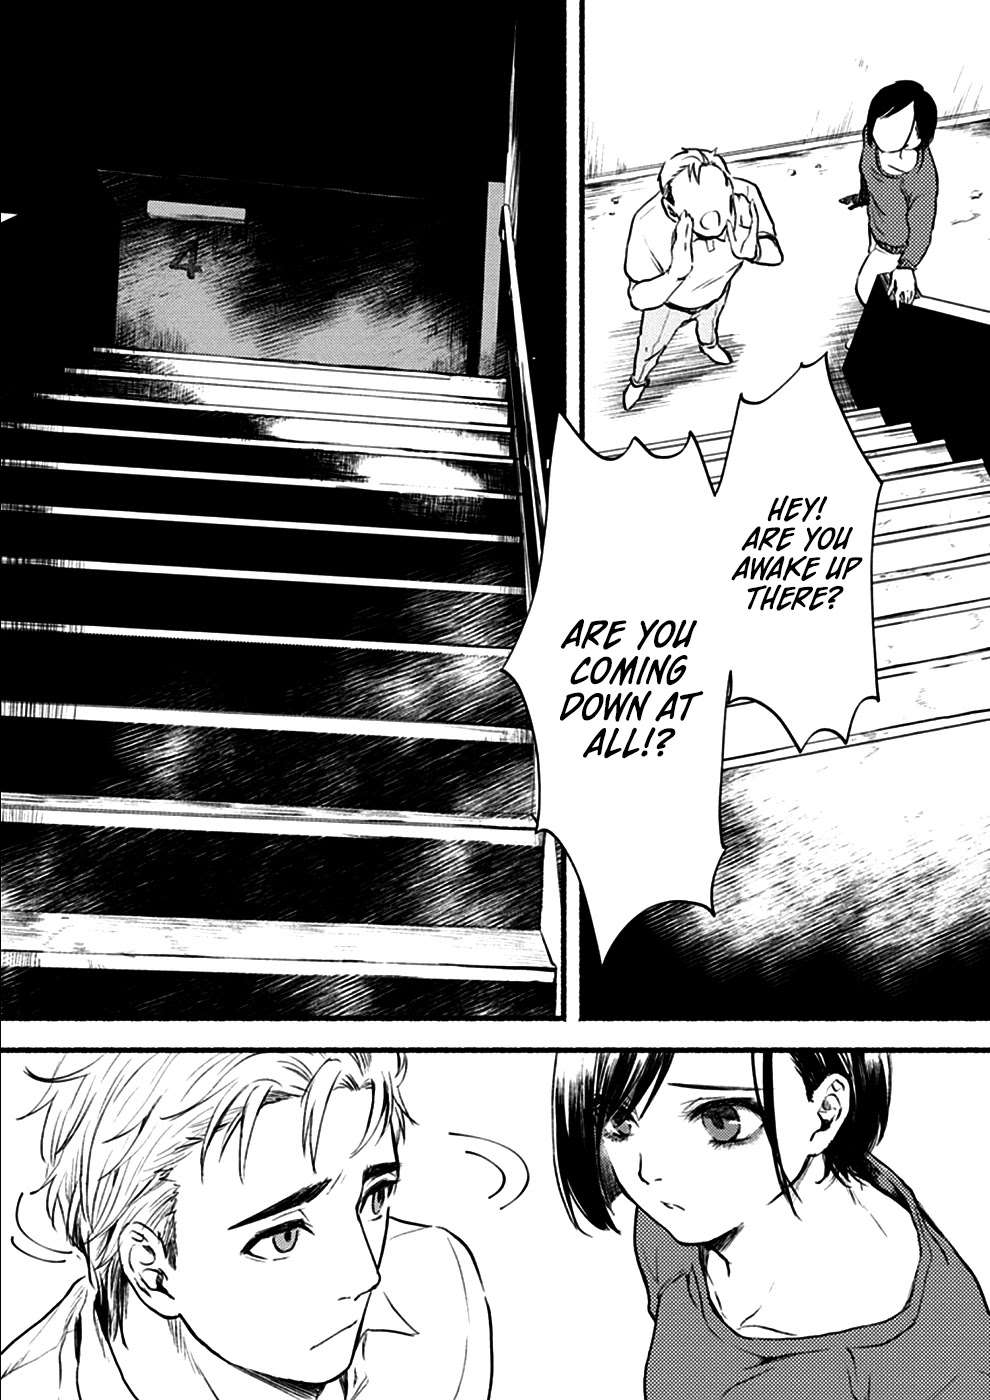 HEY!
ARE YOU
AWAKE UP
THERE?
ARE YOU
COMING
DOWN AT
ALL!?
4